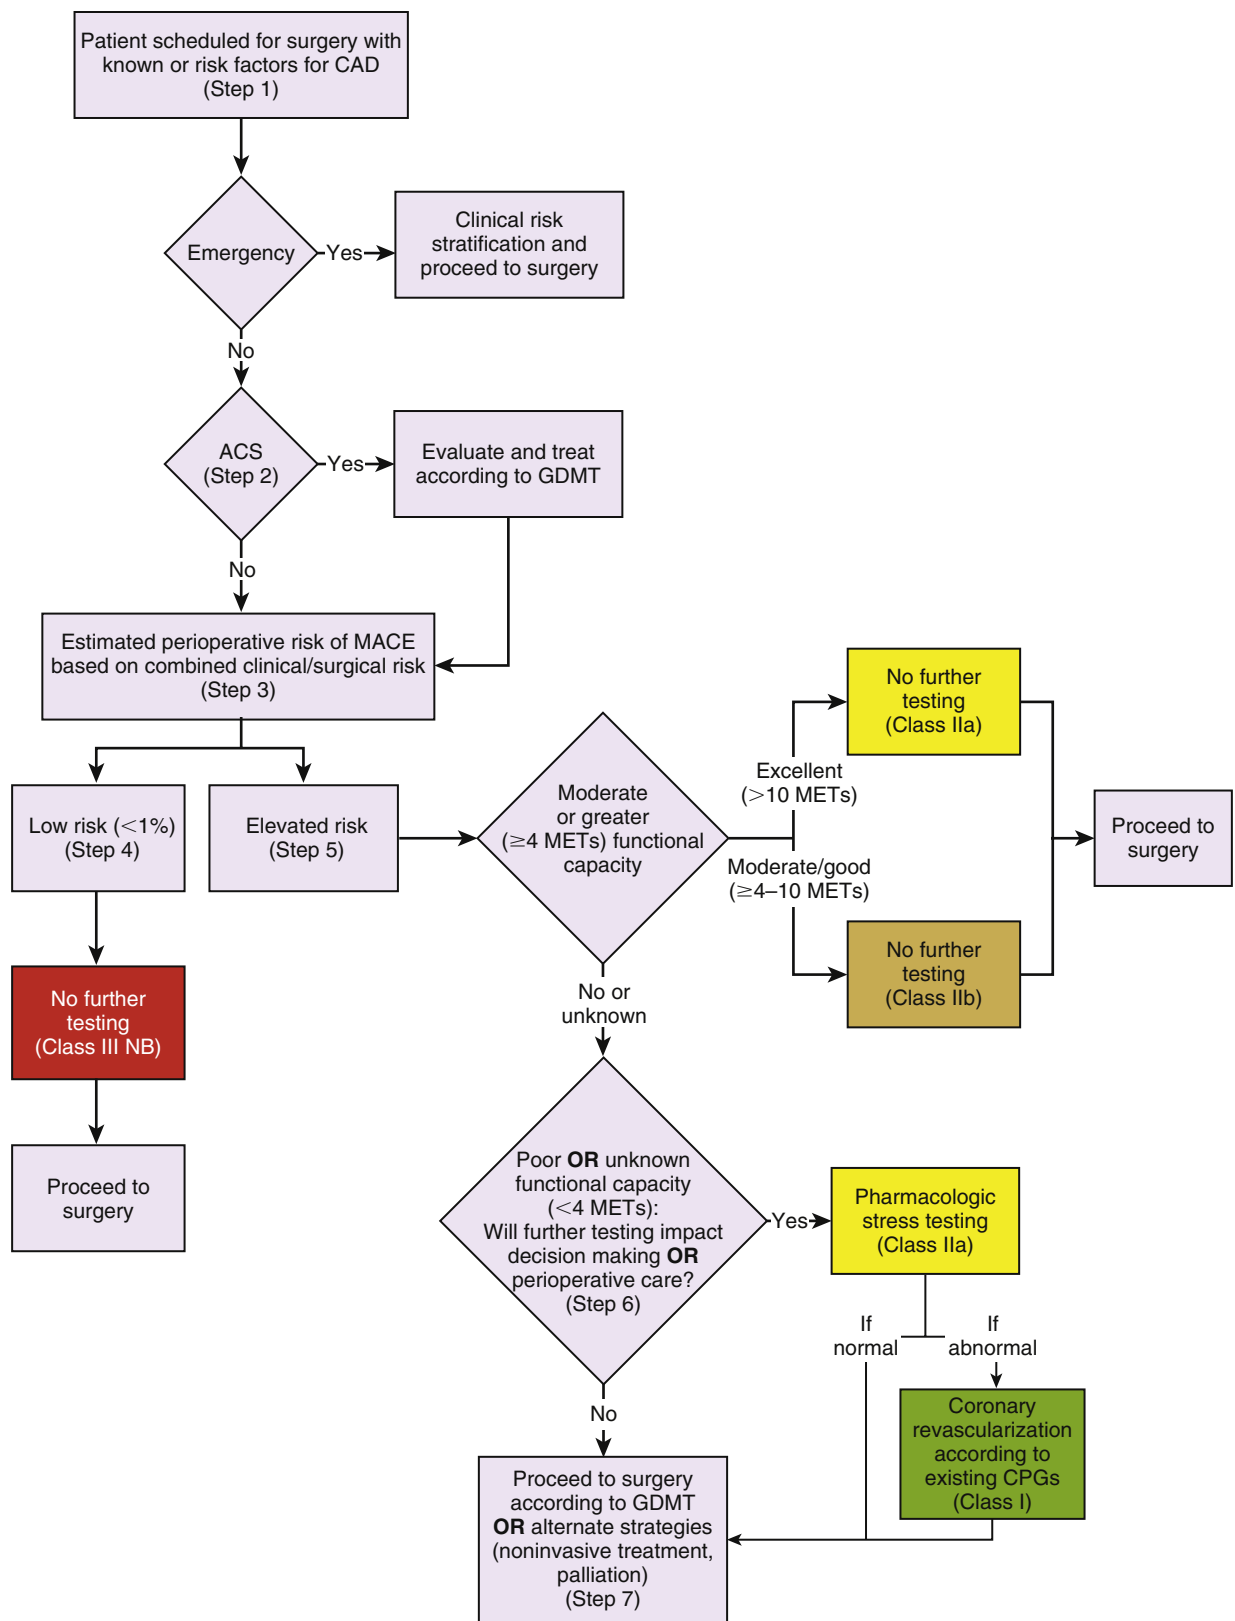 Patient scheduled for surgery with
known or risk factors for CAD
(Step 1)
Emergency
Yes
Clinical risk
stratification and
proceed to surgery
No
ACS
(Step 2)
Yes
Evaluate and treat
according to GDMT
No
Estimated perioperative risk of MACE
based on combined clinical/surgical risk
(Step 3)
Low risk (<1%)
(Step 4)
No further
testing
(Class III NB)
Proceed to
surgery
Elevated risk
(Step 5)
Moderate
or greater
(≥4 METs) functional
capacity
Excellent
(>10 METs)
No further
testing
(Class IIa)
Moderate/good
(≥4–10 METs)
No further
testing
(Class IIb)
Proceed to
surgery
No or
unknown
Poor OR unknown
functional capacity
(<4 METs):
Will further testing impact
decision making OR
perioperative care?
(Step 6)
Yes
Pharmacologic
stress testing
(Class IIa)
If
normal
If
abnormal
Coronary
revascularization
according to
existing CPGs
(Class I)
No
Proceed to surgery
according to GDMT
OR alternate strategies
(noninvasive treatment,
palliation)
(Step 7)